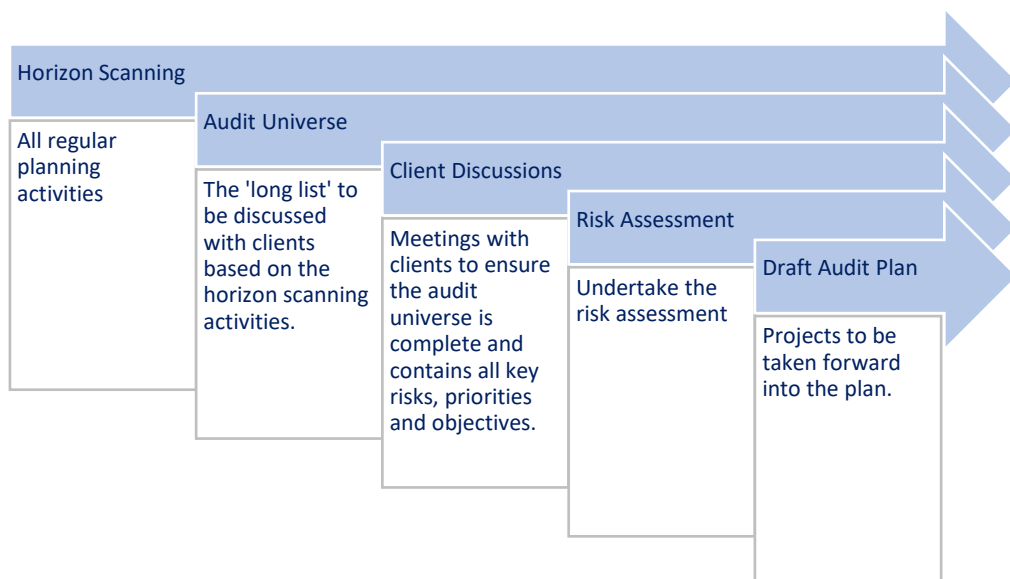 Horizon Scanning
All regular
planning
activities
Audit Universe
The 'long list' to
be discussed
with clients
based on the
horizon scanning
activities.
Client Discussions
Meetings with
clients to ensure
the audit
universe is
complete and
contains all key
risks, priorities
and objectives.
Risk Assessment
Undertake the
risk assessment
Draft Audit Plan
Projects to be
taken forward
into the plan.